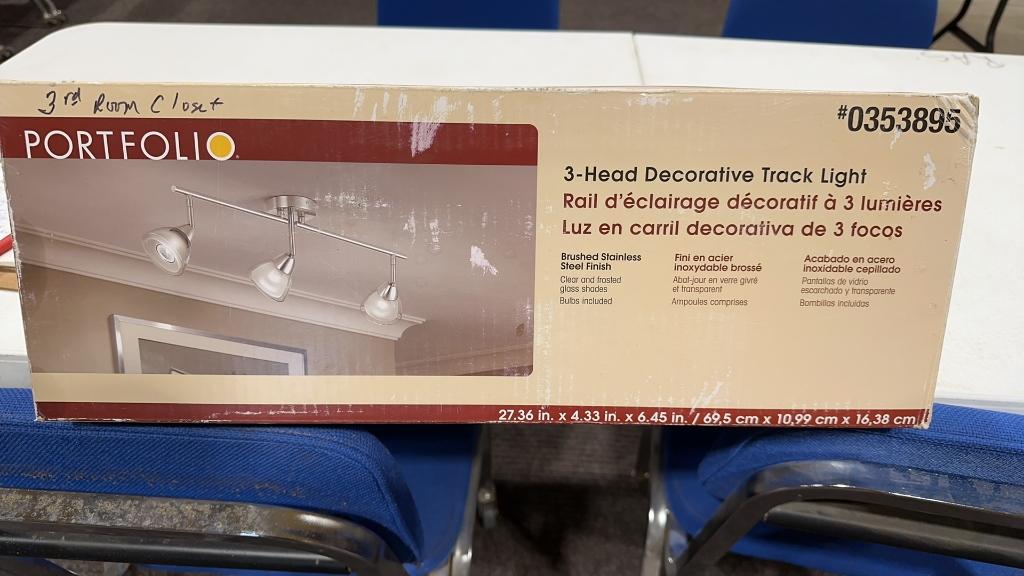 3rd Room Closet
#0353895
PORTFOLIO
3-Head Decorative Track Light
Rail d'éclairage décoratif à 3 lumières
Luz en carril decorativa de 3 focos
Brushed Stainless
Steel Finish
Clear and frosted
glass shades
Bulbs included
Fini en acier
inoxydable brossé
Abat-jour en verre givré
et transparent
Ampoules comprises
Acabado en acero
inoxidable cepillado
Pantallas de vidrio
escarchado y transparente
Bombillas incluidas
27.36 in. x 4.33 in. x 6.45 in. / 69,5 cm x 10,99 cm x 16,38 cm